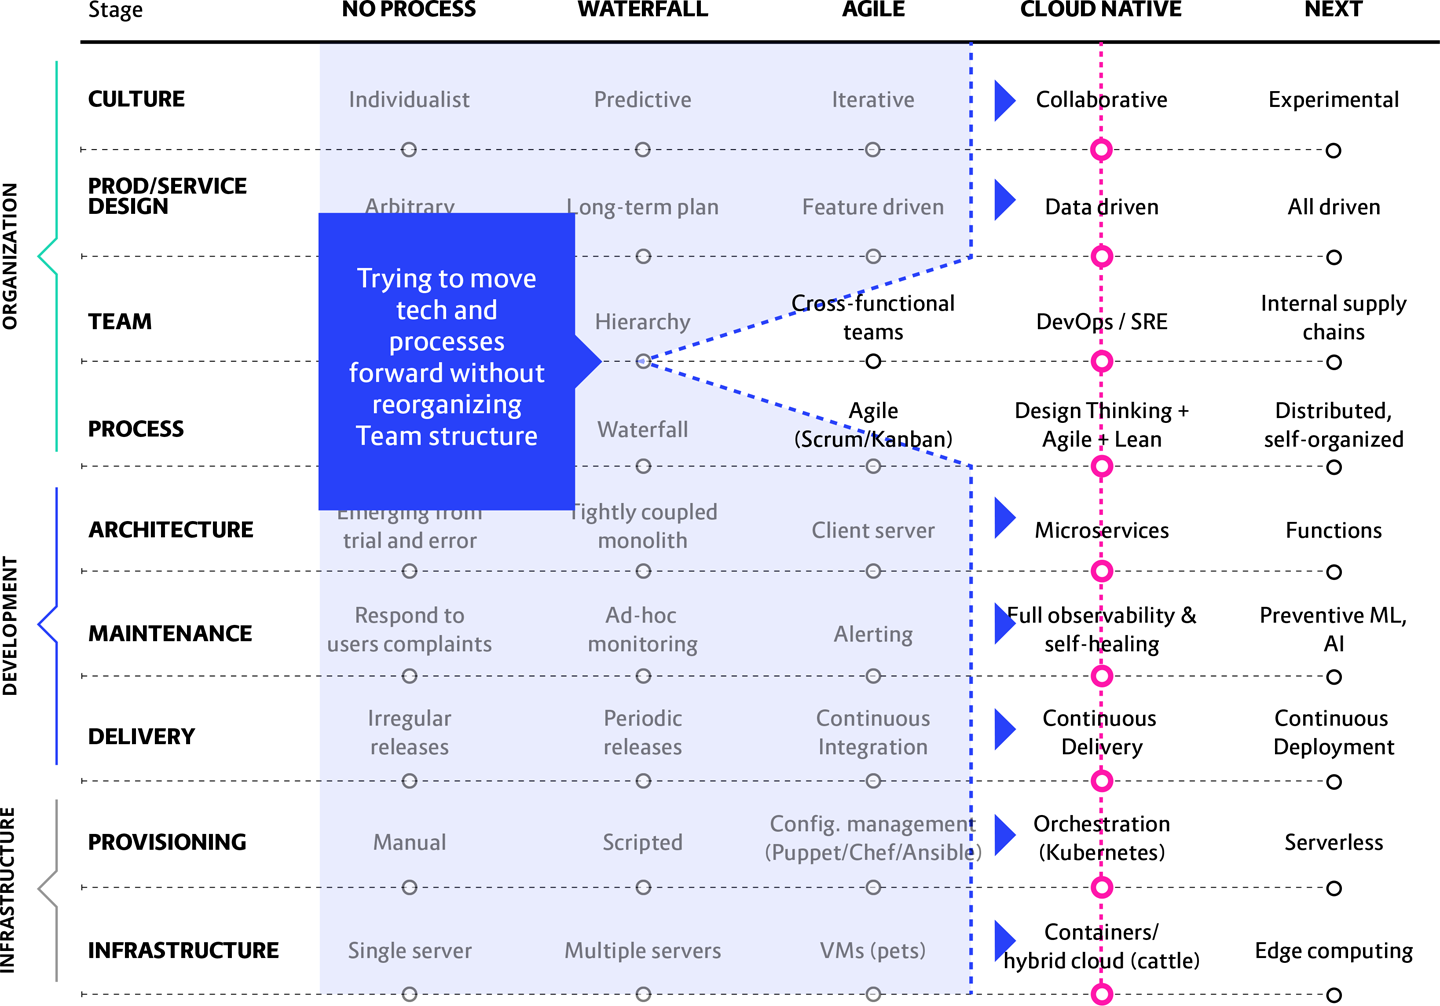 Stage NO PROCESS WATERFALL AGILE CLOUD NATIVE NEXT
ORGANIZATION
CULTURE Individualist Predictive Iterative Collaborative Experimental
PROD/SERVICE
DESIGN Arbitrary Long-term plan Feature driven Data driven All driven
Trying to move
tech and
processes
forward without
reorganizing
Team structure
TEAM Hierarchy
Cross-functional
teams
DevOps / SRE
Internal supply
chains
PROCESS Waterfall
Agile
(Scrum/Kanban)
Design Thinking +
Agile + Lean
Distributed,
self-organized
DEVELOPMENT
ARCHITECTURE
Emerging from
trial and error
Tightly coupled
monolith
Client server
Microservices
Functions
MAINTENANCE
Respond to
users complaints
Ad-hoc
monitoring
Alerting
Full observability &
self-healing
Preventive ML,
AI
DELIVERY
Irregular
releases
Periodic
releases
Continuous
Integration
Continuous
Delivery
Continuous
Deployment
INFRASTRUCTURE
PROVISIONING Manual Scripted
Config. management
(Puppet/Chef/Ansible)
Orchestration
(Kubernetes)
Serverless
INFRASTRUCTURE Single server Multiple servers VMs (pets)
Containers/
hybrid cloud (cattle)
Edge computing